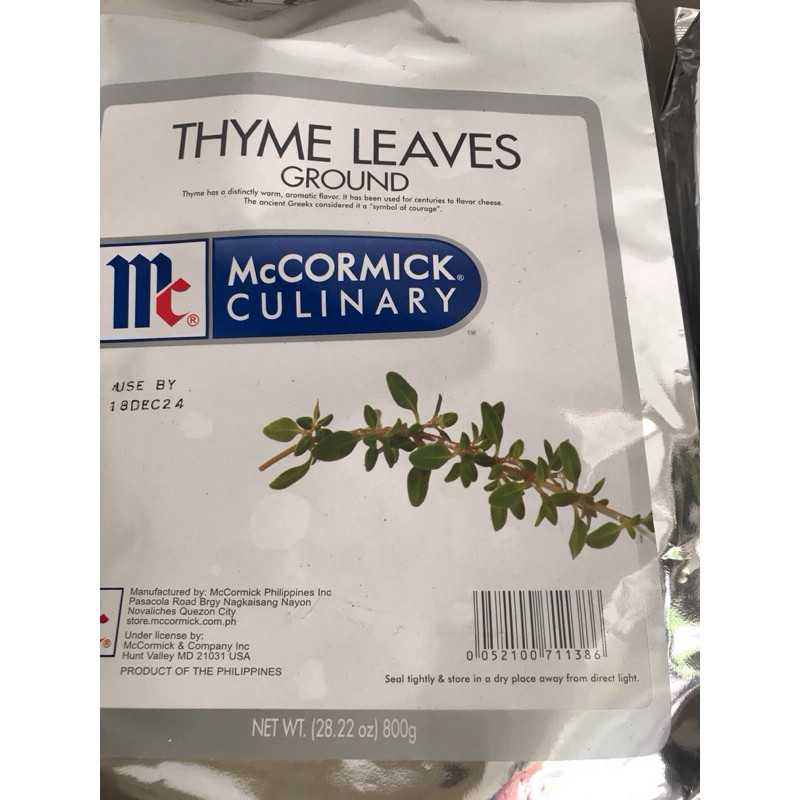 THYME LEAVES
GROUND
Thyme has a distinctly warm, aromatic flavor. It has been used for centuries to flavor cheese.
The ancient Greeks considered it a "symbol of courage".
Mc®
McCORMICK®
CULINARY
™
USE BY
18DEC24
Manufactured by: McCormick Philippines Inc
Pasacola Road Brgy Nagkaisang Nayon
Novaliches Quezon City
store.mccormick.com.ph
Under license by:
McCormick & Company Inc
Hunt Valley MD 21031 USA
PRODUCT OF THE PHILIPPINES
0 052100 711386
Seal tightly & store in a dry place away from direct light.
NET WT. (28.22 oz) 800g